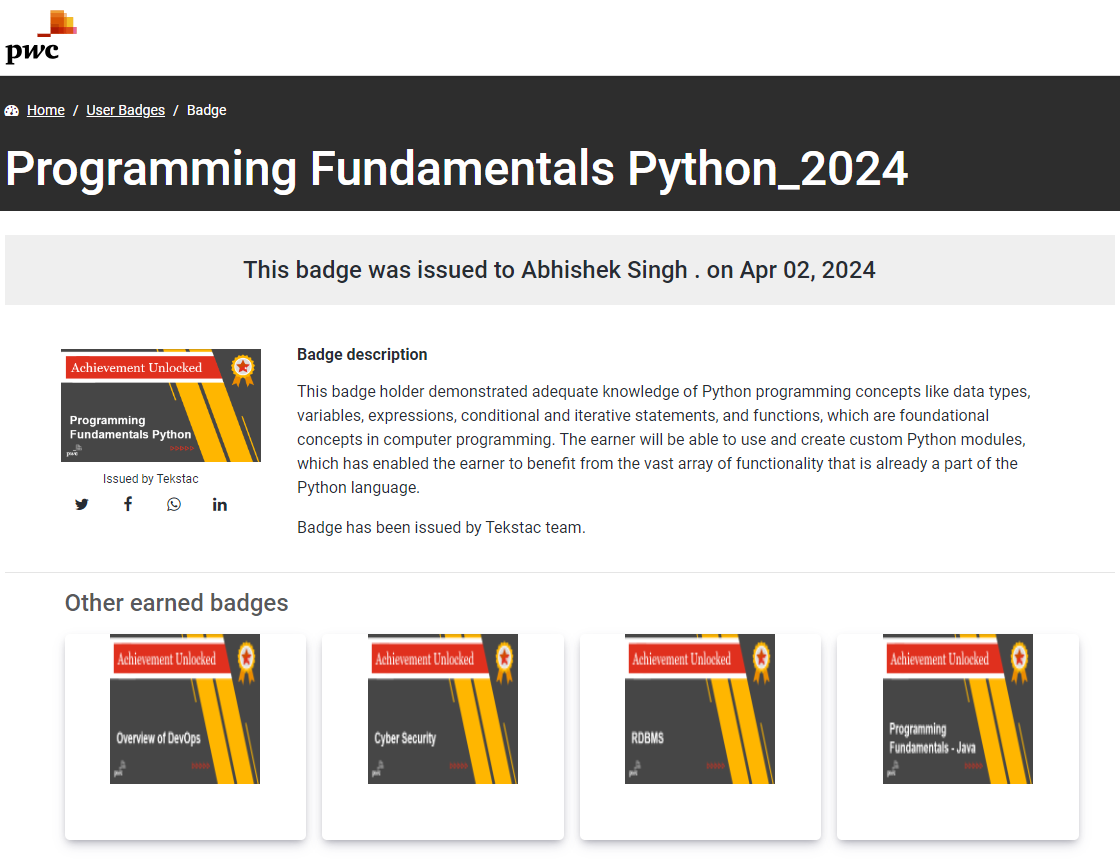 pwc
Home / User Badges / Badge
Programming Fundamentals Python_2024
This badge was issued to Abhishek Singh . on Apr 02, 2024
Achievement Unlocked
Programming
Fundamentals Python
pwc
Issued by Tekstac
Badge description
This badge holder demonstrated adequate knowledge of Python programming concepts like data types,
variables, expressions, conditional and iterative statements, and functions, which are foundational
concepts in computer programming. The earner will be able to use and create custom Python modules,
which has enabled the earner to benefit from the vast array of functionality that is already a part of the
Python language.
Badge has been issued by Tekstac team.
Other earned badges
Achievement Unlocked
Overview of DevOps
pwc
Achievement Unlocked
Cyber Security
pwc
Achievement Unlocked
RDBMS
pwc
Achievement Unlocked
Programming
Fundamentals - Java
pwc